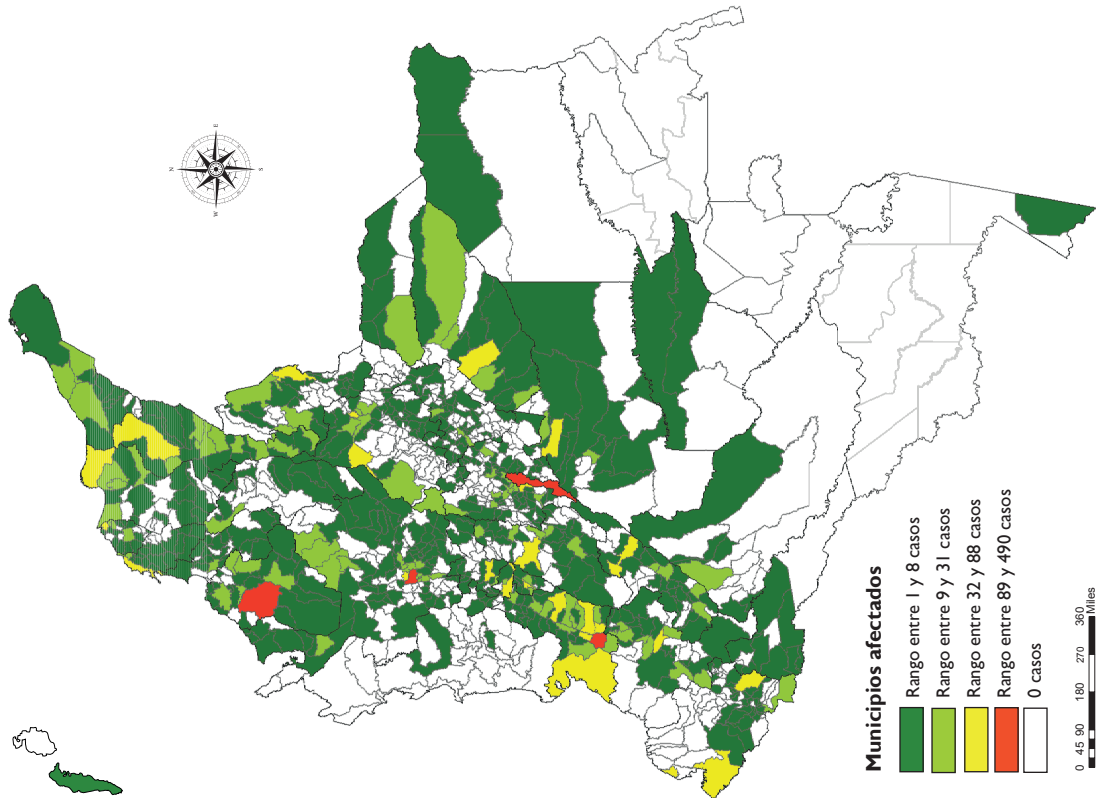 N
E
W
S
Municipios afectados
Rango entre 1 y 8 casos
Rango entre 9 y 31 casos
Rango entre 32 y 88 casos
Rango entre 89 y 490 casos
0 casos
0 45 90 180 270 360
Miles